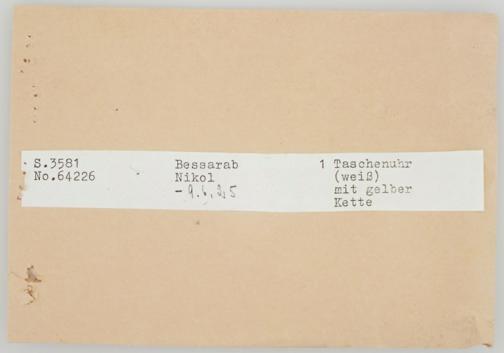 S.3581 Bessarab 1 Taschenuhr
No.64226 Nikol (weiß)
mit gelber
Kette